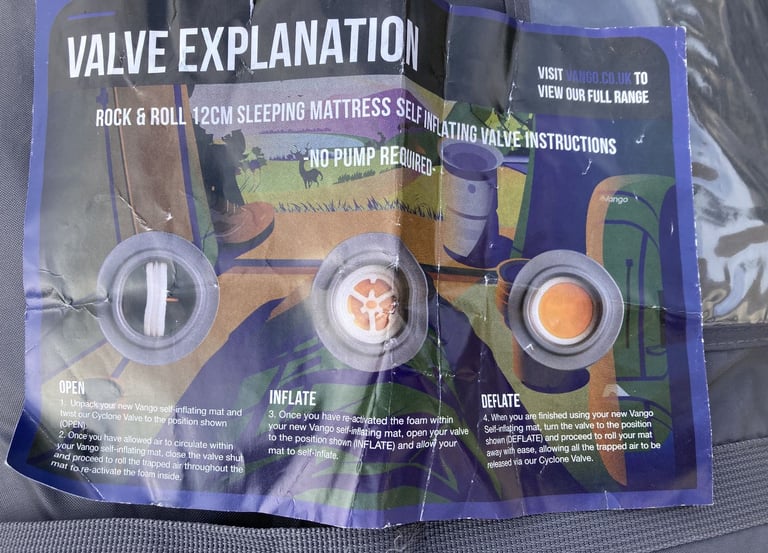 VALVE EXPLANATION
VISIT VANGO.CO.UK TO
VIEW OUR FULL RANGE
ROCK & ROLL 12CM SLEEPING MATTRESS SELF INFLATING VALVE INSTRUCTIONS
-NO PUMP REQUIRED-
Vango
OPEN
1. Unpack your new Vango self-inflating mat and
twist our Cyclone Valve to the position shown
(OPEN)
2. Once you have allowed air to circulate within
your Vango self-inflating mat, close the valve shut
and proceed to roll the trapped air throughout the
mat to re-activate the foam inside.
INFLATE
3. Once you have re-activated the foam within
your new Vango self-inflating mat, open your valve
to the position shown (INFLATE) and allow your
mat to self-inflate.
DEFLATE
4. When you are finished using your new Vango
Self-inflating mat, turn the valve to the position
shown (DEFLATE) and proceed to roll your mat
away with ease, allowing all the trapped air to be
released via our Cyclone Valve.